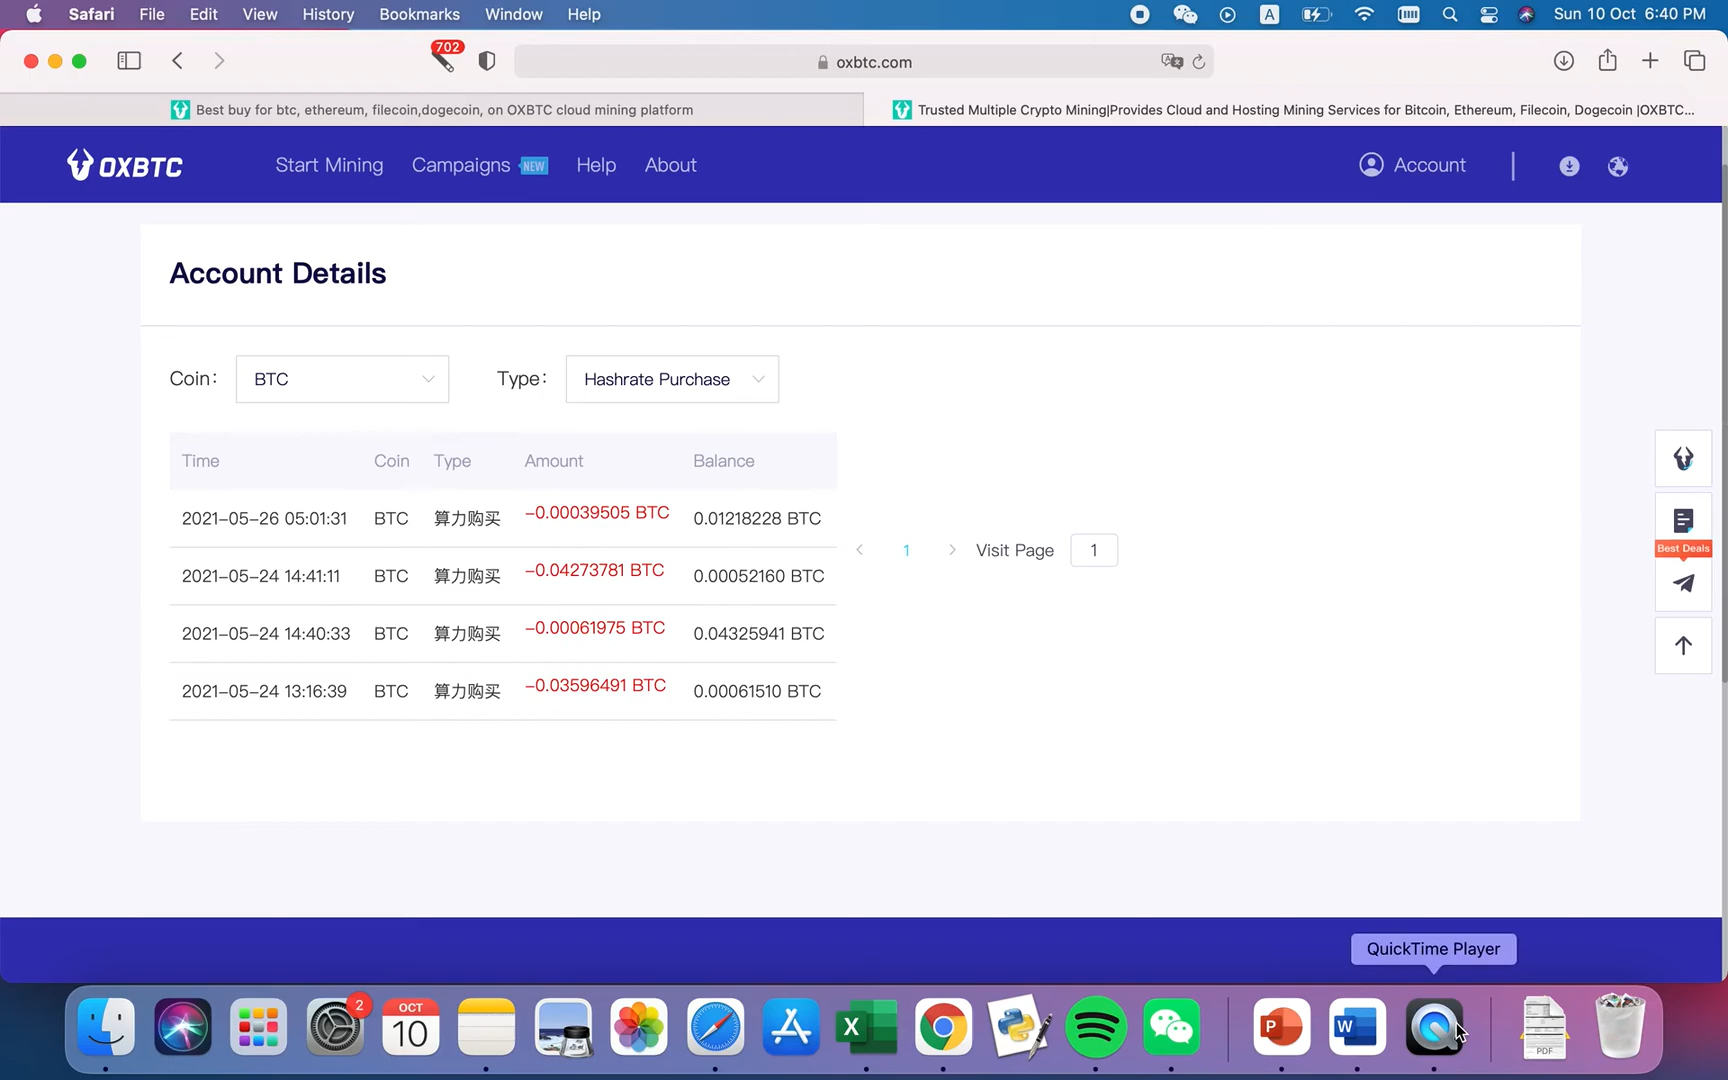 Safari File Edit View History Bookmarks Window Help A Sun 10 Oct 6:40 PM
702
oxbtc.com
Best buy for btc, ethereum, filecoin,dogecoin, on OXBTC cloud mining platform
Trusted Multiple Crypto Mining|Provides Cloud and Hosting Mining Services for Bitcoin, Ethereum, Filecoin, Dogecoin |OXBTC...
OXBTC Start Mining Campaigns NEW Help About Account
Account Details
Coin: BTC Type: Hashrate Purchase
Time Coin Type Amount Balance
2021-05-26 05:01:31 BTC 算力购买 -0.00039505 BTC 0.01218228 BTC
2021-05-24 14:41:11 BTC 算力购买 -0.04273781 BTC 0.00052160 BTC
2021-05-24 14:40:33 BTC 算力购买 -0.00061975 BTC 0.04325941 BTC
2021-05-24 13:16:39 BTC 算力购买 -0.03596491 BTC 0.00061510 BTC
1 Visit Page 1
Best Deals
QuickTime Player
2
OCT
10
X
P
W
PDF